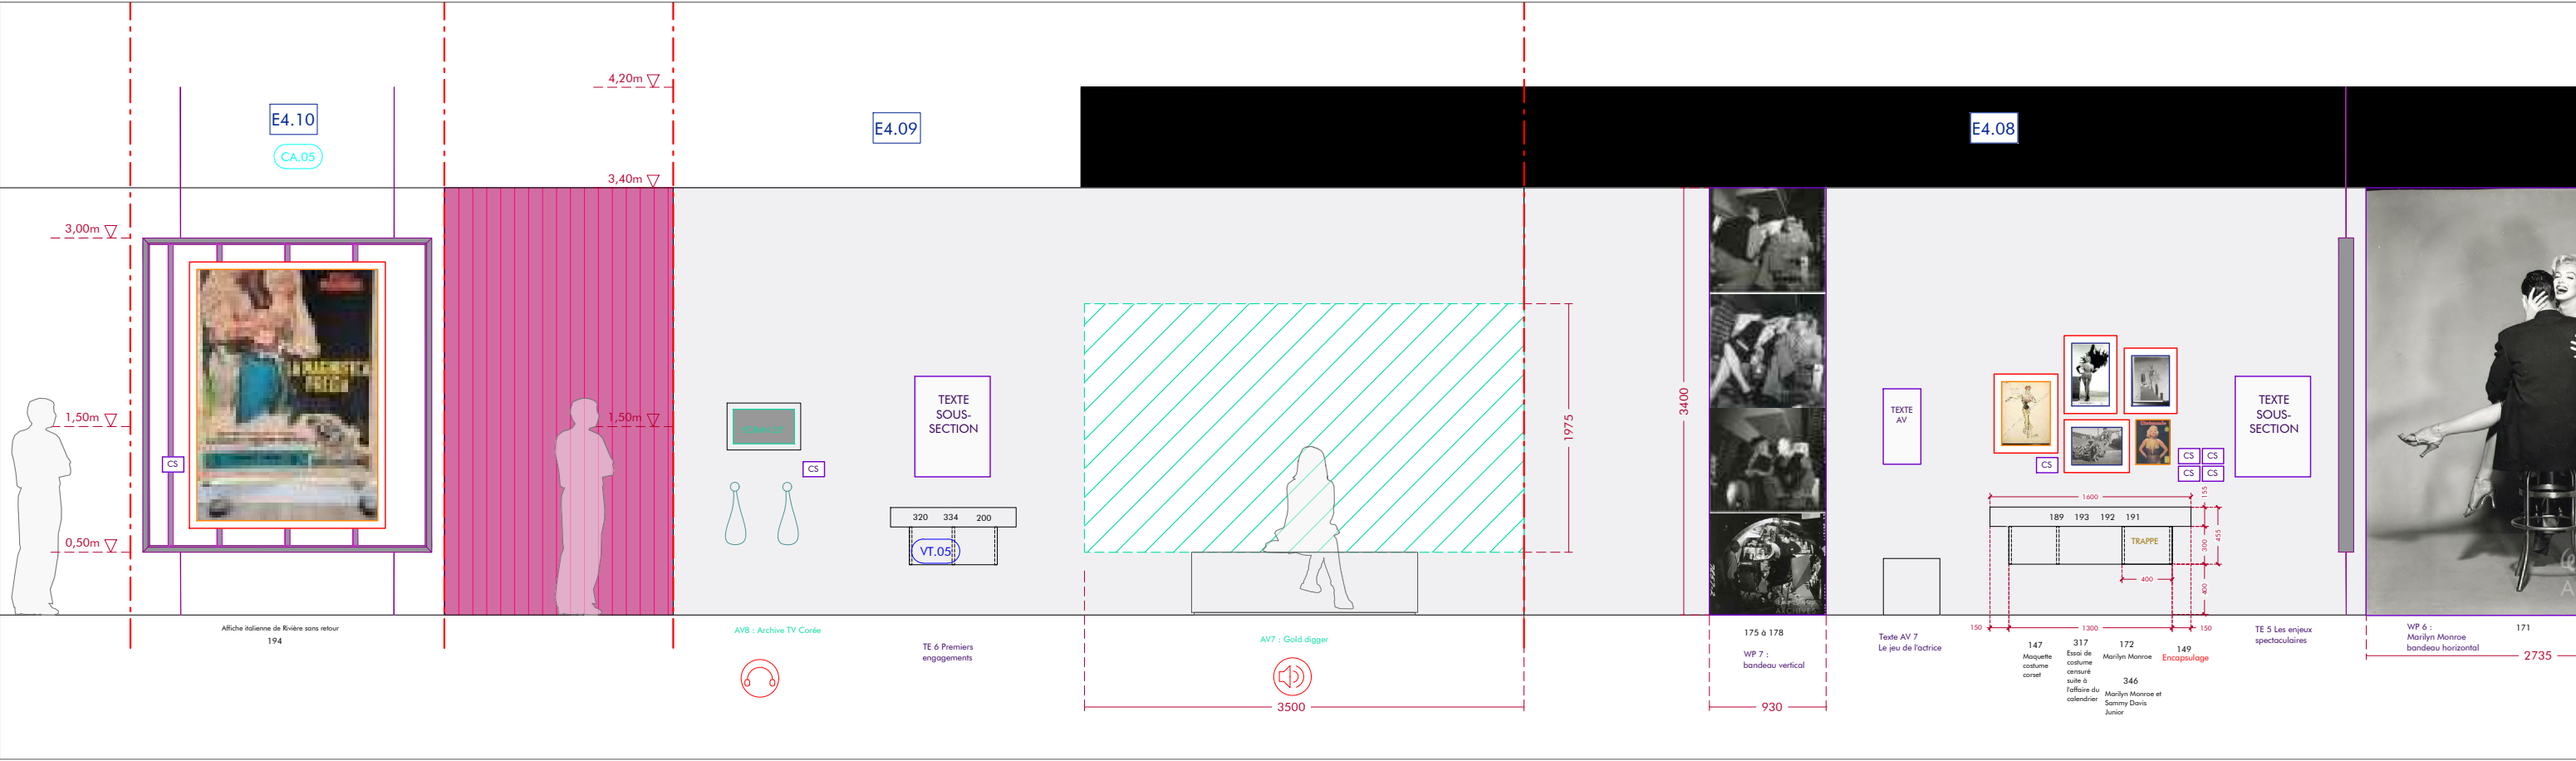 4,20m
E4.10
CA.05
E4.09
E4.08
3,40m
3,00m
1,50m
1,50m
0,50m
CS
CS
TEXTE
SOUS-
SECTION
320 334 200
VT.05
1975
3400
TEXTE
AV
CS
CS CS
CS CS
TEXTE
SOUS-
SECTION
1600
155
189 193 192 191
TRAPPE
300
455
400
400
150
1300
150
Affiche italienne de Rivière sans retour
194
AV8 : Archive TV Corée
TE 6 Premiers
engagements
AV7 : Gold digger
3500
175 à 178
WP 7 :
bandeau vertical
930
Texte AV 7
Le jeu de l'actrice
147
Maquette
costume
corset
317
Essai de
costume
censuré
suite à
l'affaire du
calendrier
172
Marilyn Monroe
346
Marilyn Monroe et
Sammy Davis
Junior
149
Encapsulage
TE 5 Les enjeux
spectaculaires
WP 6 :
Marilyn Monroe
bandeau horizontal
171
2735